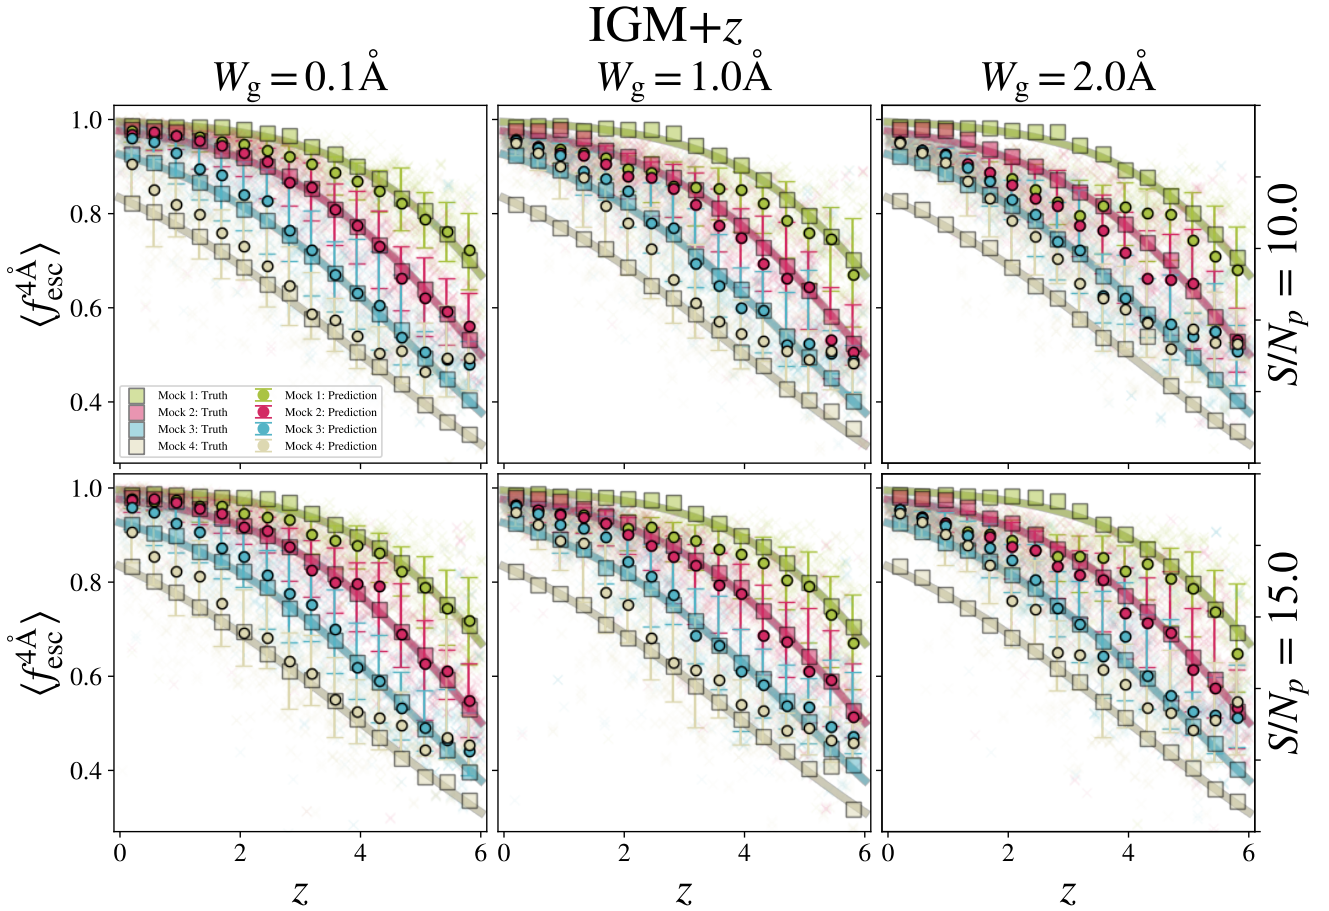 IGM+z
W_g = 0.1Å
W_g = 1.0Å
W_g = 2.0Å
1.0
0.8
0.6
0.4
⟨f_esc^4Å⟩
Mock 1: Truth
Mock 2: Truth
Mock 3: Truth
Mock 4: Truth
Mock 1: Prediction
Mock 2: Prediction
Mock 3: Prediction
Mock 4: Prediction
S/N_p = 10.0
1.0
0.8
0.6
0.4
⟨f_esc^4Å⟩
S/N_p = 15.0
0 2 4 6
0 2 4 6
0 2 4 6
z
z
z